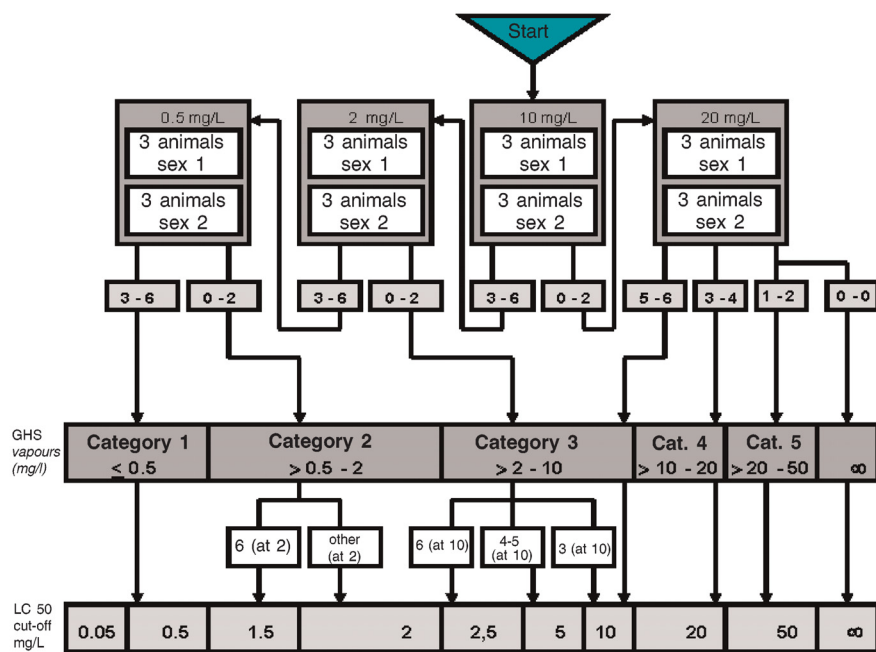 Start
0.5 mg/L
3 animals
sex 1
3 animals
sex 2
2 mg/L
3 animals
sex 1
3 animals
sex 2
10 mg/L
3 animals
sex 1
3 animals
sex 2
20 mg/L
3 animals
sex 1
3 animals
sex 2
3 - 6
0 - 2
3 - 6
0 - 2
3 - 6
0 - 2
5 - 6
3 - 4
1 - 2
0 - 0
GHS
vapours
(mg/l)
Category 1
≤ 0.5
Category 2
> 0.5 - 2
Category 3
> 2 - 10
Cat. 4
> 10 - 20
Cat. 5
> 20 - 50
∞
6 (at 2)
other
(at 2)
6 (at 10)
4-5
(at 10)
3 (at 10)
LC 50
cut-off
mg/L
0.05
0.5
1.5
2
2,5
5
10
20
50
∞